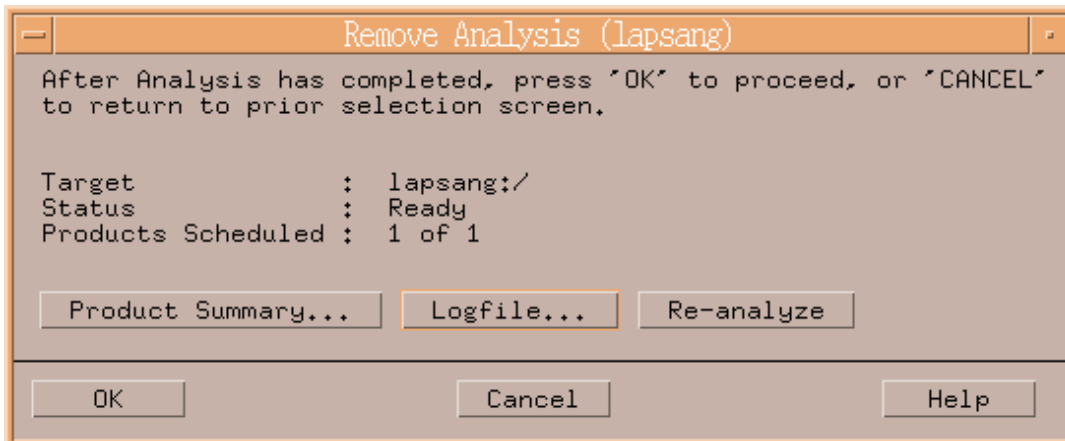 Remove Analysis (lapsang)
After Analysis has completed, press ´OK´ to proceed, or ´CANCEL´
to return to prior selection screen.
Target : lapsang:/
Status : Ready
Products Scheduled : 1 of 1
Product Summary... Logfile... Re-analyze
OK Cancel Help